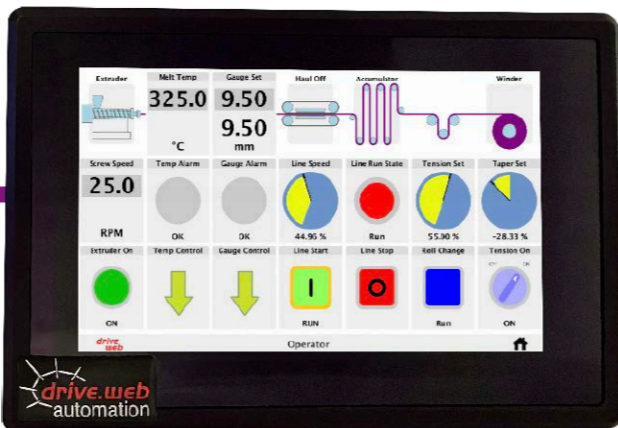 Extruder Melt Temp Gauge Set Haul Off Accumulator Winder
325.0 9.50
9.50
°C mm
Screw Speed Temp Alarm Gauge Alarm Line Speed Line Run State Tension Set Taper Set
25.0
RPM OK OK 44.96 % Run 55.90 % -28.33 %
Extruder On Temp Control Gauge Control Line Start Line Stop Roll Change Tension On
I O
ON RUN Run ON
drive.web Operator
drive.web
automation